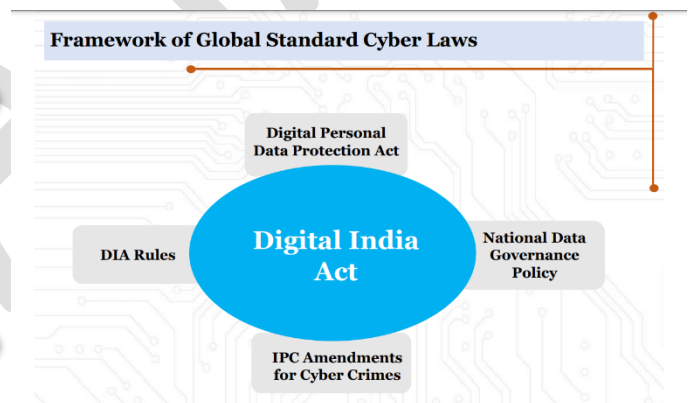 Framework of Global Standard Cyber Laws
Digital Personal
Data Protection Act
DIA Rules
Digital India
Act
National Data
Governance
Policy
IPC Amendments
for Cyber Crimes